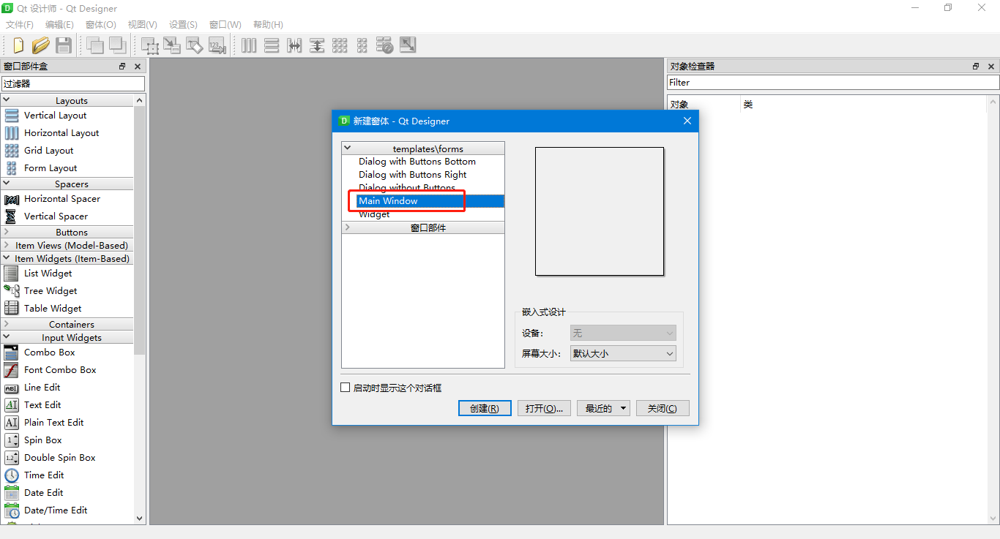 Qt 设计师 - Qt Designer
文件(F) 编辑(E) 窗体(O) 视图(V) 设置(S) 窗口(W) 帮助(H)
窗口部件盒
过滤器
Layouts
Vertical Layout
Horizontal Layout
Grid Layout
Form Layout
Spacers
Horizontal Spacer
Vertical Spacer
Buttons
Item Views (Model-Based)
Item Widgets (Item-Based)
List Widget
Tree Widget
Table Widget
Containers
Input Widgets
Combo Box
Font Combo Box
Line Edit
Text Edit
Plain Text Edit
Spin Box
Double Spin Box
Time Edit
Date Edit
Date/Time Edit
新建窗体 - Qt Designer
templates\forms
Dialog with Buttons Bottom
Dialog with Buttons Right
Dialog without Buttons
Main Window
Widget
窗口部件
嵌入式设计
设备: 无
屏幕大小: 默认大小
启动时显示这个对话框
创建(R) 打开(O)... 最近的 关闭(C)
对象检查器
Filter
对象 类